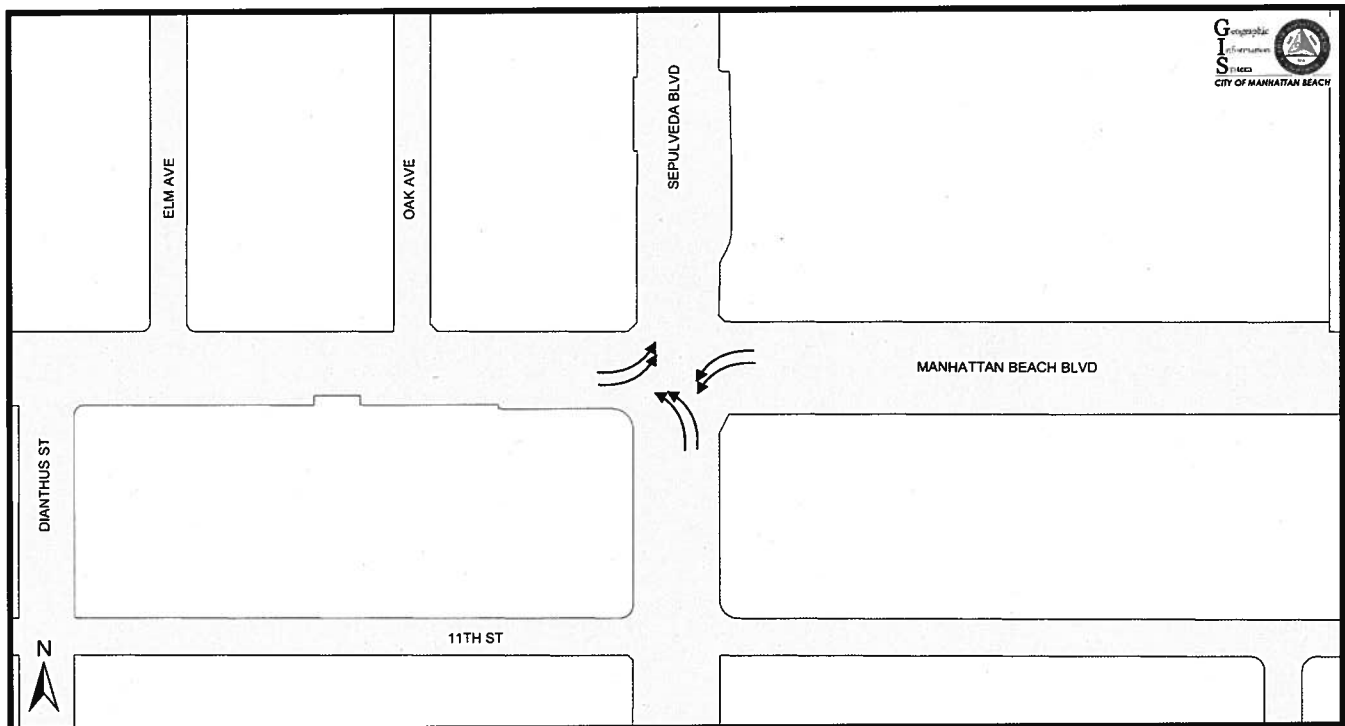 Geographic
Information
System
CITY OF MANHATTAN BEACH
SEPULVEDA BLVD
ELM AVE
OAK AVE
MANHATTAN BEACH BLVD
DIANTHUS ST
11TH ST
N